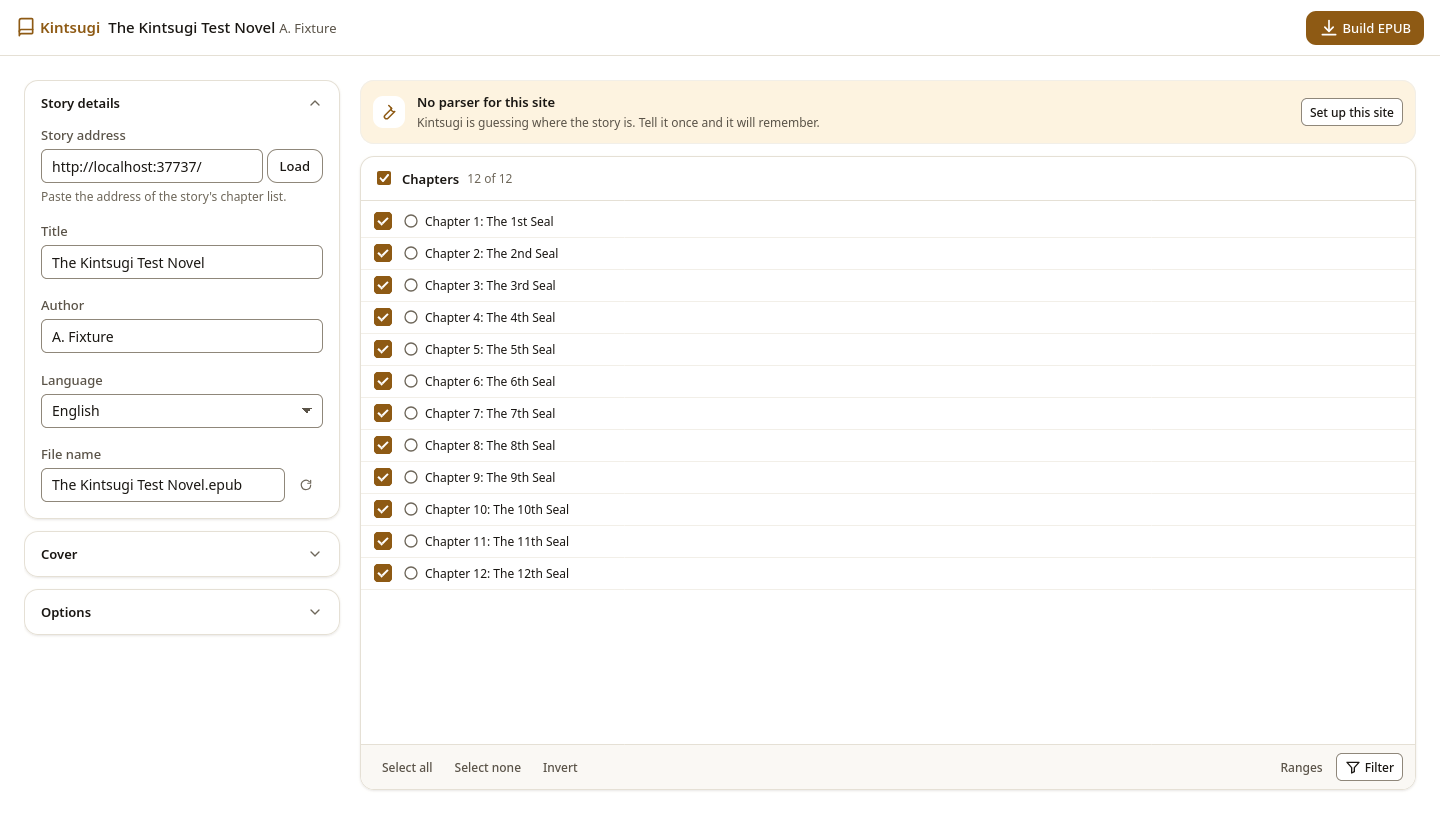 Kintsugi The Kintsugi Test Novel A. Fixture
Build EPUB
Story details
Story address
http://localhost:37737/
Load
Paste the address of the story's chapter list.
Title
The Kintsugi Test Novel
Author
A. Fixture
Language
English
File name
The Kintsugi Test Novel.epub
Cover
Options
No parser for this site
Kintsugi is guessing where the story is. Tell it once and it will remember.
Set up this site
Chapters 12 of 12
Chapter 1: The 1st Seal
Chapter 2: The 2nd Seal
Chapter 3: The 3rd Seal
Chapter 4: The 4th Seal
Chapter 5: The 5th Seal
Chapter 6: The 6th Seal
Chapter 7: The 7th Seal
Chapter 8: The 8th Seal
Chapter 9: The 9th Seal
Chapter 10: The 10th Seal
Chapter 11: The 11th Seal
Chapter 12: The 12th Seal
Select all Select none Invert Ranges Filter